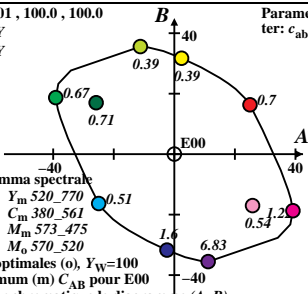 01 , 100.0 , 100.0
B
Parame
ter: c ab
Y
Y
40
0.39
0.39
0.67
0.7
0.71
E00
A
−40
40
mma spectrale
Ym 520_770
Cm 380_561
Mm 573_475
Mo 570_520
0.51
0.54
1.2
1.6
6.83
optimales (o), YW=100
mum (m) CAB pour E00
−40